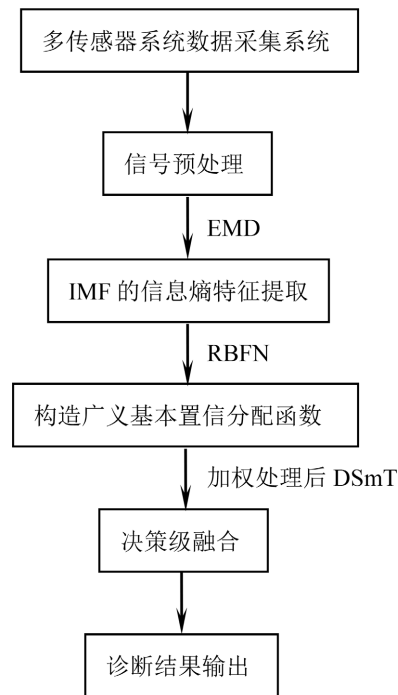 多传感器系统数据采集系统
信号预处理
EMD
IMF 的信息熵特征提取
RBFN
构造广义基本置信分配函数
加权处理后 DSmT
决策级融合
诊断结果输出